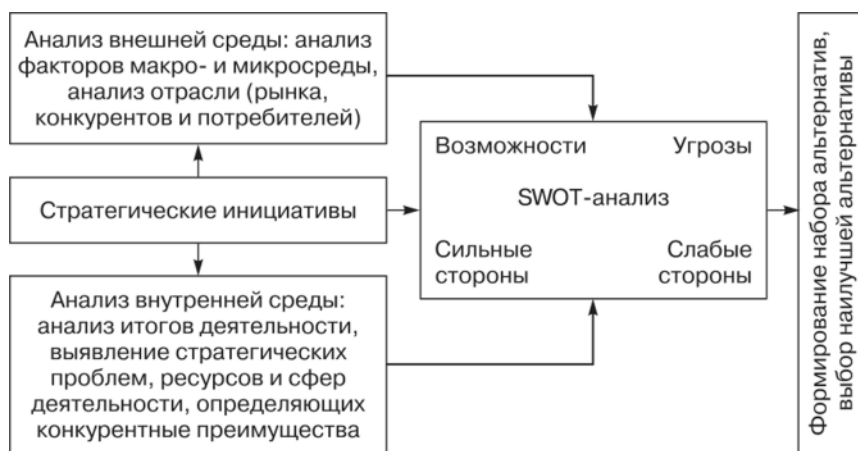 Анализ внешней среды: анализ
факторов макро- и микросреды,
анализ отрасли (рынка,
конкурентов и потребителей)
Стратегические инициативы
Анализ внутренней среды:
анализ итогов деятельности,
выявление стратегических
проблем, ресурсов и сфер
деятельности, определяющих
конкурентные преимущества
Возможности Угрозы
SWOT-анализ
Сильные Слабые
стороны стороны
Формирование набора альтернатив,
выбор наилучшей альтернативы